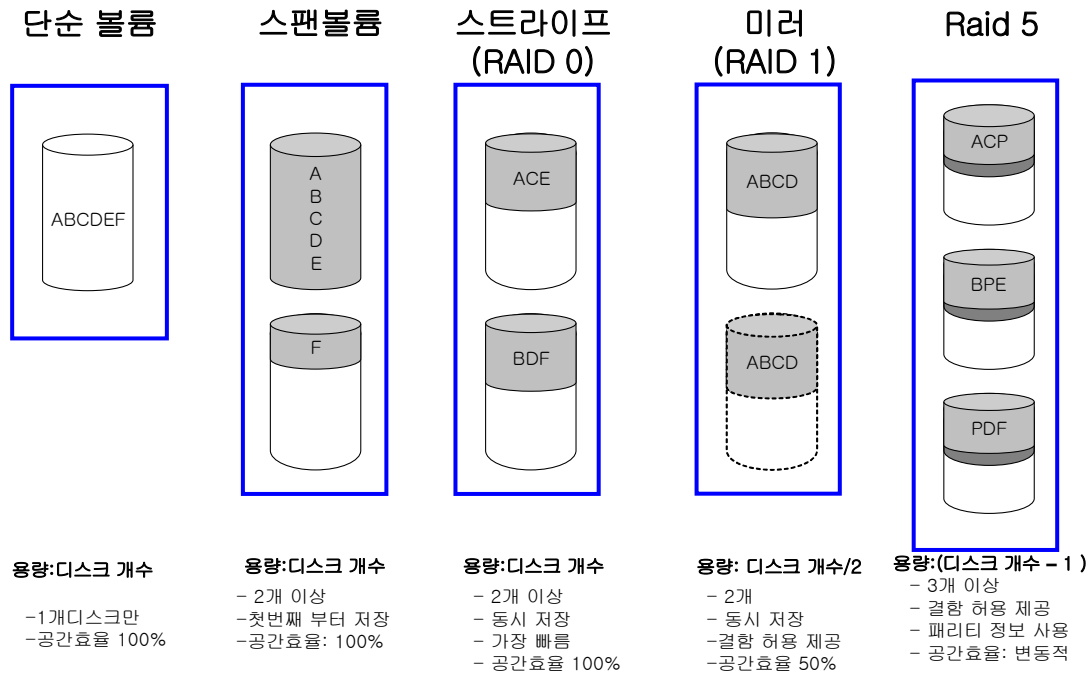 단순 볼륨
ABCDEF
용량:디스크 개수
-1개디스크만
-공간효율 100%
스팬볼륨
A
B
C
D
E
F
용량:디스크 개수
- 2개 이상
-첫번째 부터 저장
-공간효율: 100%
스트라이프
(RAID 0)
ACE
BDF
용량:디스크 개수
- 2개 이상
- 동시 저장
- 가장 빠름
- 공간효율 100%
미러
(RAID 1)
ABCD
ABCD
용량: 디스크 개수/2
- 2개
- 동시 저장
-결함 허용 제공
-공간효율 50%
Raid 5
ACP
BPE
PDF
용량:(디스크 개수 – 1 )
- 3개 이상
- 결함 허용 제공
- 패리티 정보 사용
- 공간효율: 변동적